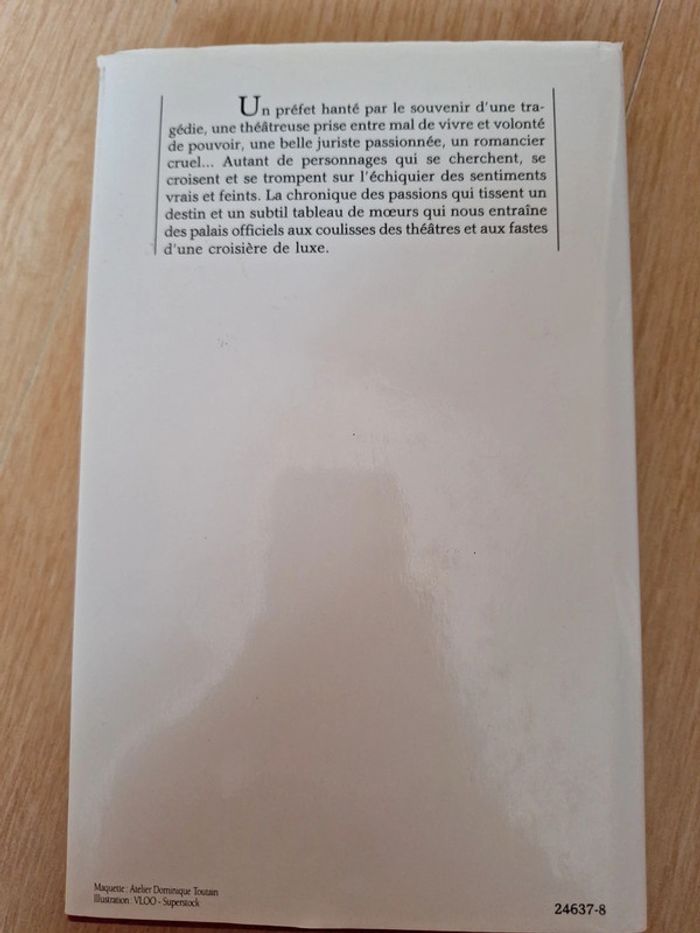 Un préfet hanté par le souvenir d'une tra-
gédie, une théâtreuse prise entre mal de vivre et volonté
de pouvoir, une belle juriste passionnée, un romancier
cruel... Autant de personnages qui se cherchent, se
croisent et se trompent sur l'échiquier des sentiments
vrais et feints. La chronique des passions qui tissent un
destin et un subtil tableau de mœurs qui nous entraîne
des palais officiels aux coulisses des théâtres et aux fastes
d'une croisière de luxe.
Maquette : Atelier Dominique Toutain
Illustration : VLOO - Superstock
24637-8